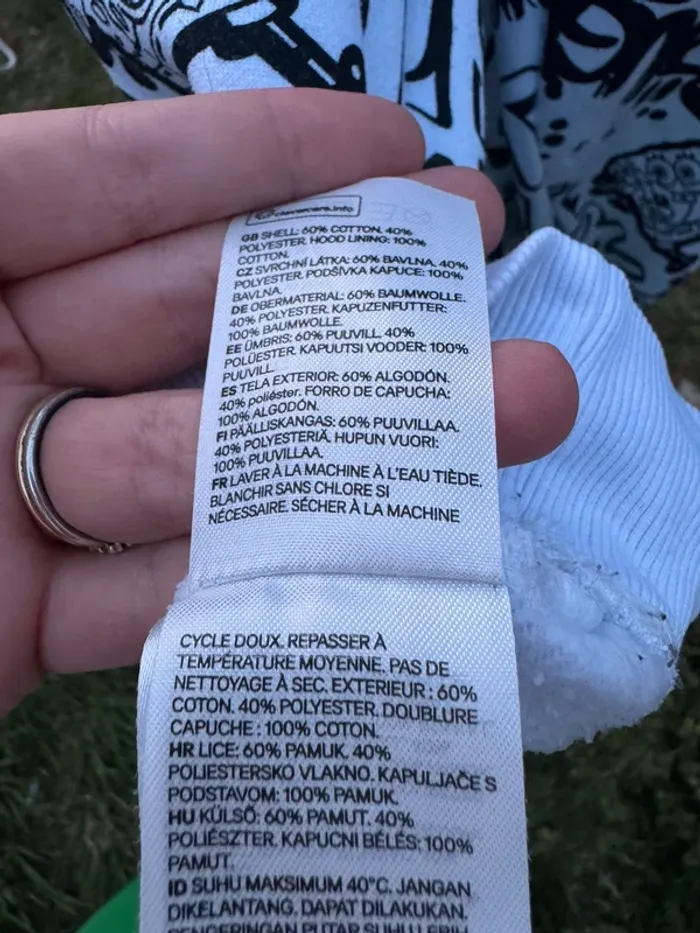 clevercare.info
GB SHELL: 60% COTTON. 40%
POLYESTER. HOOD LINING: 100%
COTTON.
CZ SVRCHNÍ LÁTKA: 60% BAVLNA. 40%
POLYESTER. PODŠÍVKA KAPUCE: 100%
BAVLNA.
DE OBERMATERIAL: 60% BAUMWOLLE.
40% POLYESTER. KAPUZENFUTTER:
100% BAUMWOLLE.
EE ÜMBRIS: 60% PUUVILL. 40%
POLÜESTER. KAPUUTSI VOODER: 100%
PUUVILL.
ES TELA EXTERIOR: 60% ALGODÓN.
40% poliéster. FORRO DE CAPUCHA:
100% ALGODÓN.
FI PÄÄLLISKANGAS: 60% PUUVILLAA.
40% POLYESTERIÄ. HUPUN VUORI:
100% PUUVILLAA.
FR LAVER À LA MACHINE À L'EAU TIÈDE.
BLANCHIR SANS CHLORE SI
NÉCESSAIRE. SÉCHER À LA MACHINE
CYCLE DOUX. REPASSER À
TEMPÉRATURE MOYENNE. PAS DE
NETTOYAGE À SEC. EXTERIEUR : 60%
COTON. 40% POLYESTER. DOUBLURE
CAPUCHE : 100% COTON.
HR LICE: 60% PAMUK. 40%
POLIESTERSKO VLAKNO. KAPULJAČE S
PODSTAVOM: 100% PAMUK.
HU KÜLSŐ: 60% PAMUT. 40%
POLIÉSZTER. KAPUCNI BÉLÉS: 100%
PAMUT.
ID SUHU MAKSIMUM 40°C. JANGAN
DIKELANTANG. DAPAT DILAKUKAN.
PENGERINGAN PUTAR SUHU LEBIH